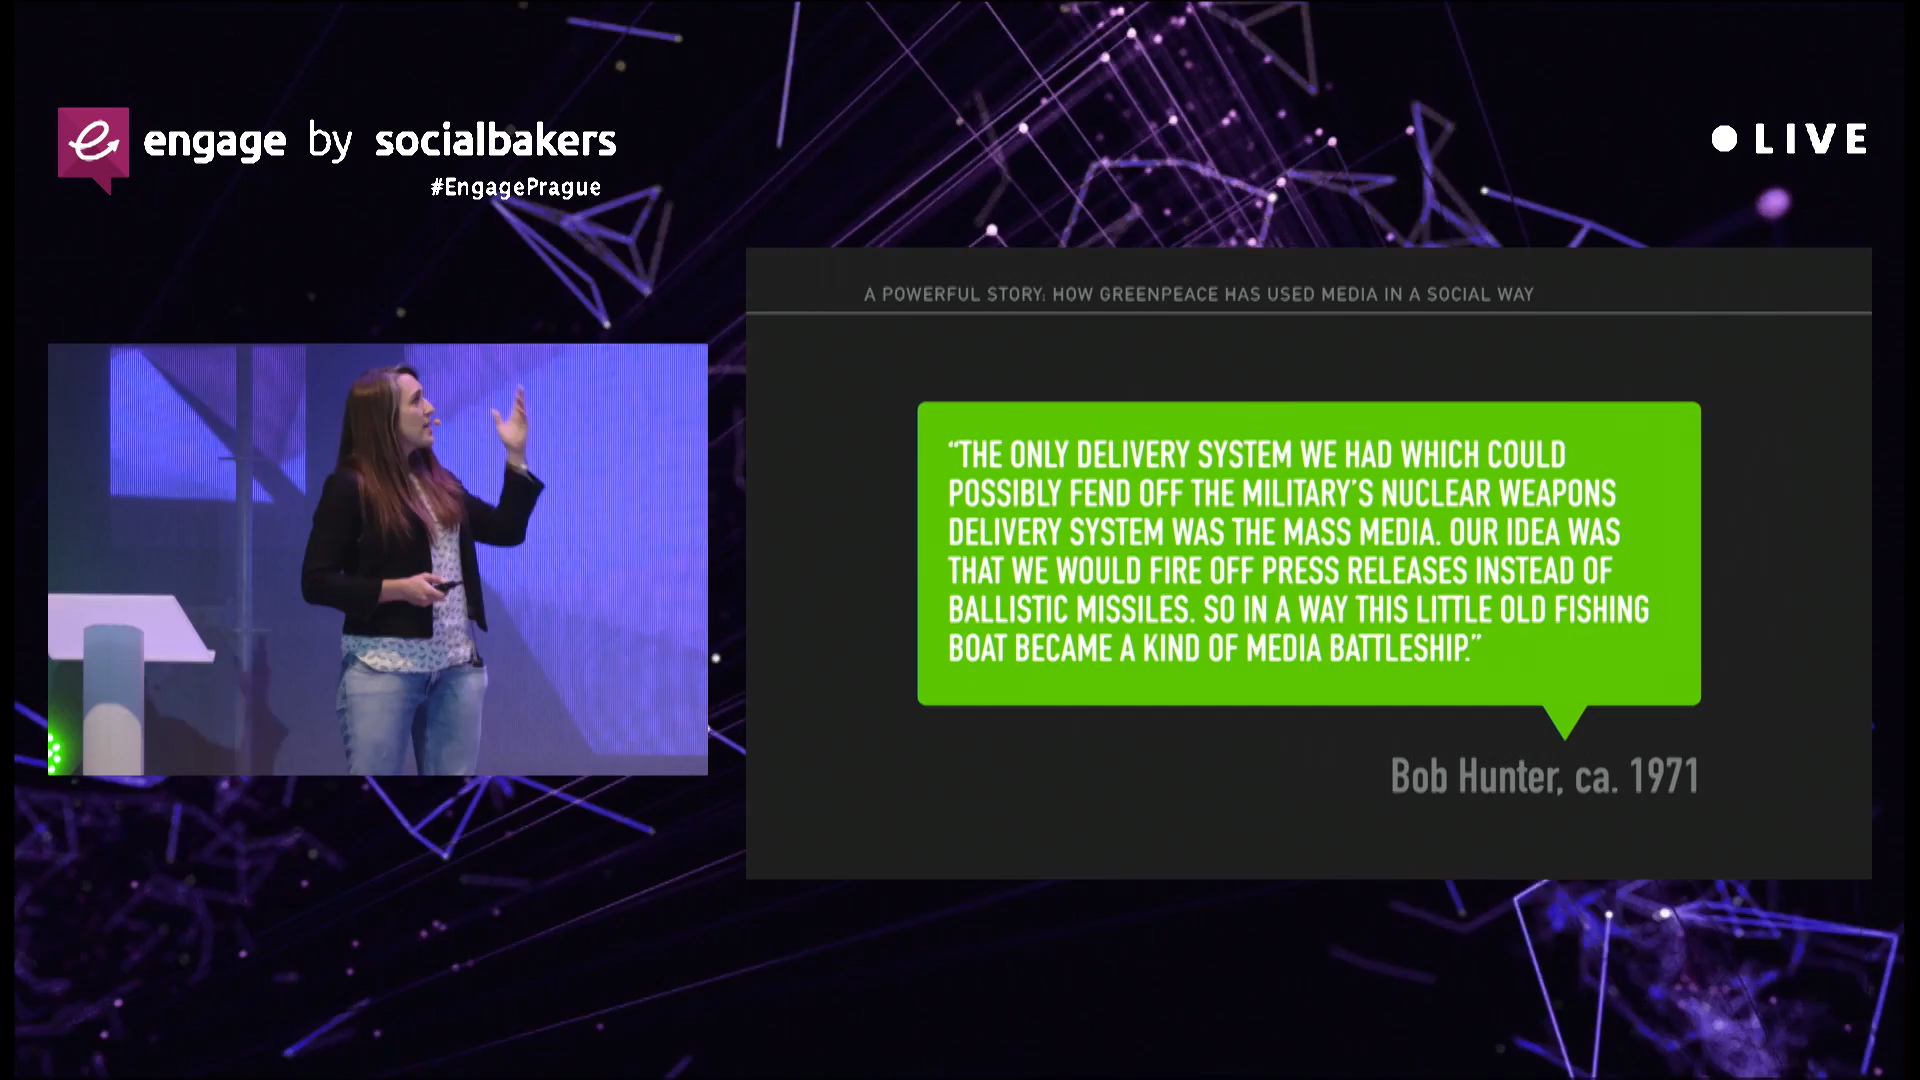 engage by socialbakers
#EngagePrague
LIVE
A POWERFUL STORY: HOW GREENPEACE HAS USED MEDIA IN A SOCIAL WAY
“THE ONLY DELIVERY SYSTEM WE HAD WHICH COULD
POSSIBLY FEND OFF THE MILITARY’S NUCLEAR WEAPONS
DELIVERY SYSTEM WAS THE MASS MEDIA. OUR IDEA WAS
THAT WE WOULD FIRE OFF PRESS RELEASES INSTEAD OF
BALLISTIC MISSILES. SO IN A WAY THIS LITTLE OLD FISHING
BOAT BECAME A KIND OF MEDIA BATTLESHIP.”
Bob Hunter, ca. 1971